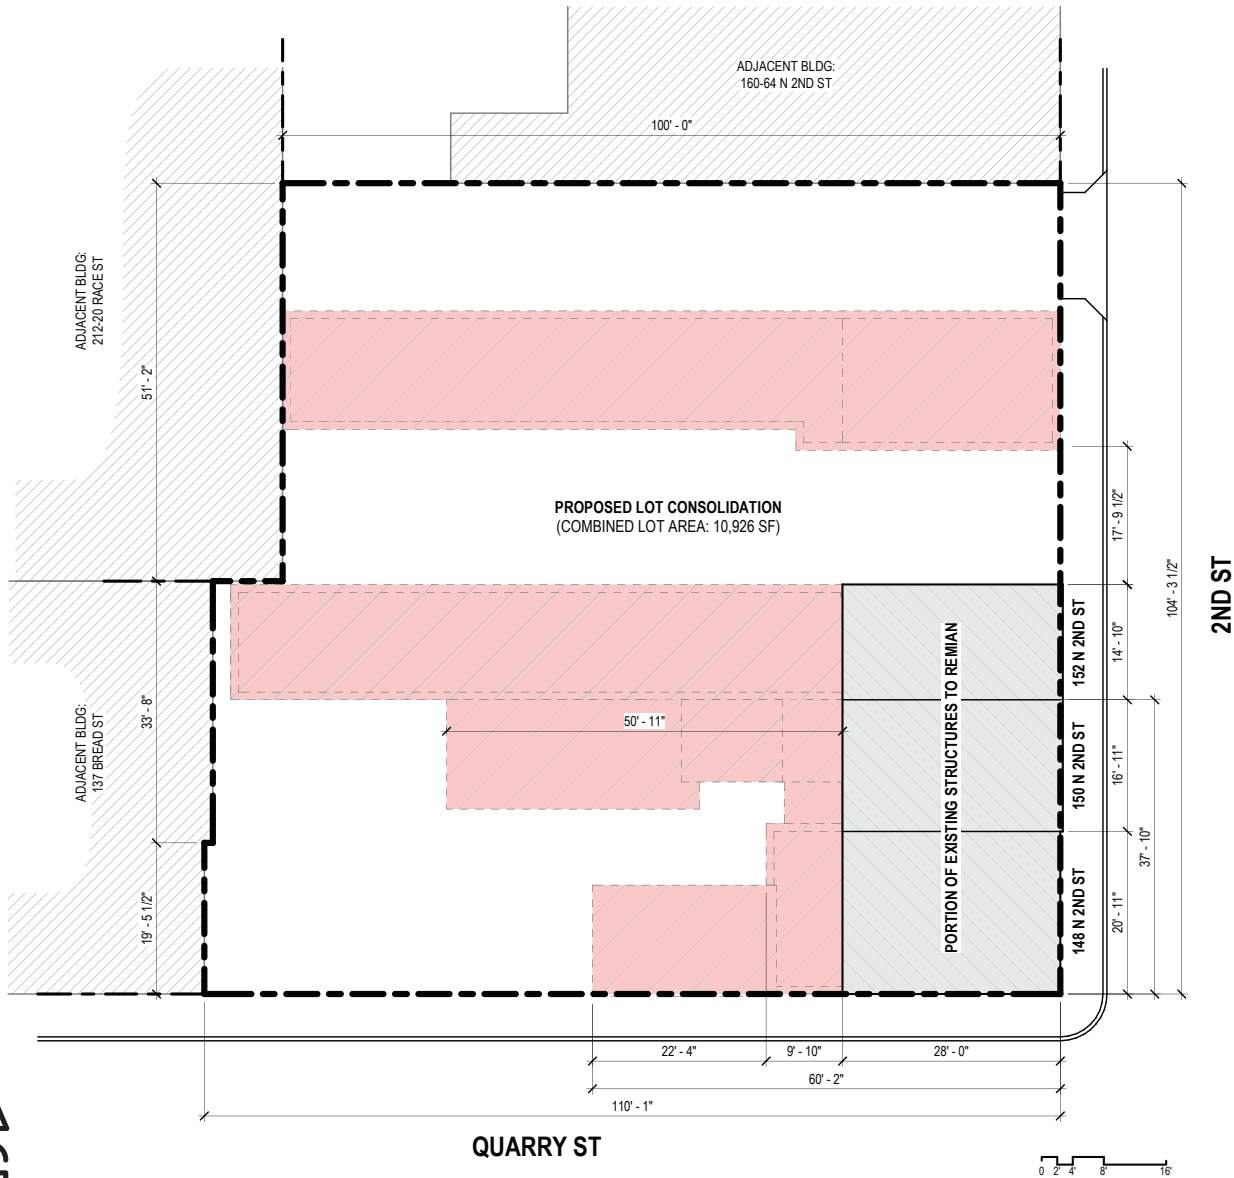 ADJACENT BLDG:
160-64 N 2ND ST
100' - 0"
ADJACENT BLDG:
212-20 RACE ST
51' - 2"
PROPOSED LOT CONSOLIDATION
(COMBINED LOT AREA: 10,926 SF)
17' - 9 1/2"
104' - 3 1/2"
2ND ST
152 N 2ND ST
14' - 10"
PORTION OF EXISTING STRUCTURES TO REMIAN
33' - 8"
ADJACENT BLDG:
137 BREAD ST
50' - 11"
150 N 2ND ST
16' - 11"
37' - 10"
148 N 2ND ST
20' - 11"
19' - 5 1/2"
22' - 4"
9' - 10"
28' - 0"
60' - 2"
110' - 1"
QUARRY ST
0 2' 4' 8' 16'